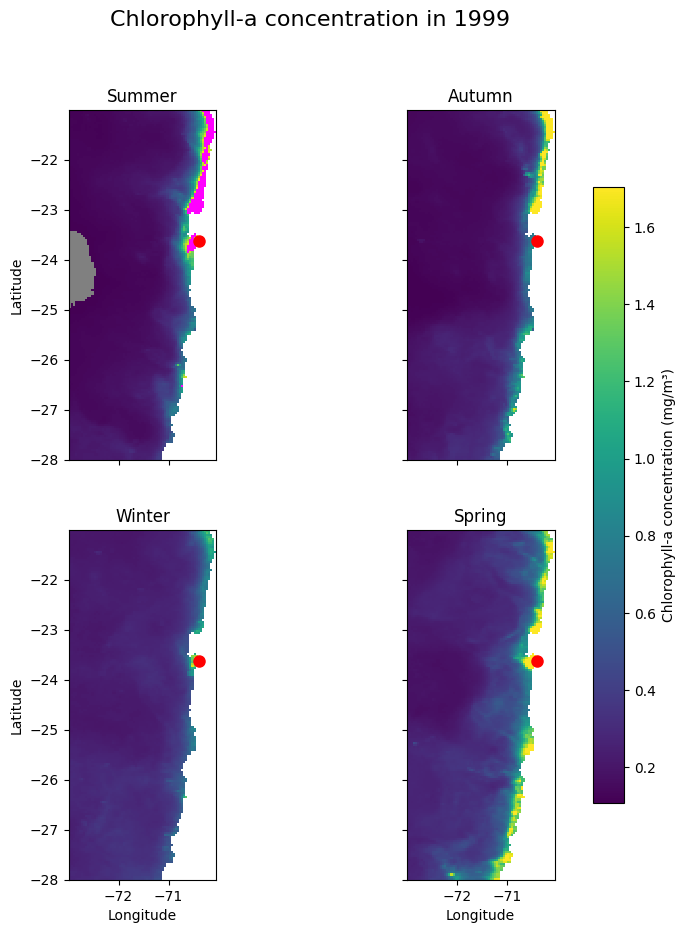 Chlorophyll-a concentration in 1999
Summer
Autumn
−22
−23
−24
−25
−26
−27
−28
Latitude
Winter
Spring
−22
−23
−24
−25
−26
−27
−28
Latitude
−72
−71
Longitude
−72
−71
Longitude
1.6
1.4
1.2
1.0
0.8
0.6
0.4
0.2
Chlorophyll-a concentration (mg/m³)